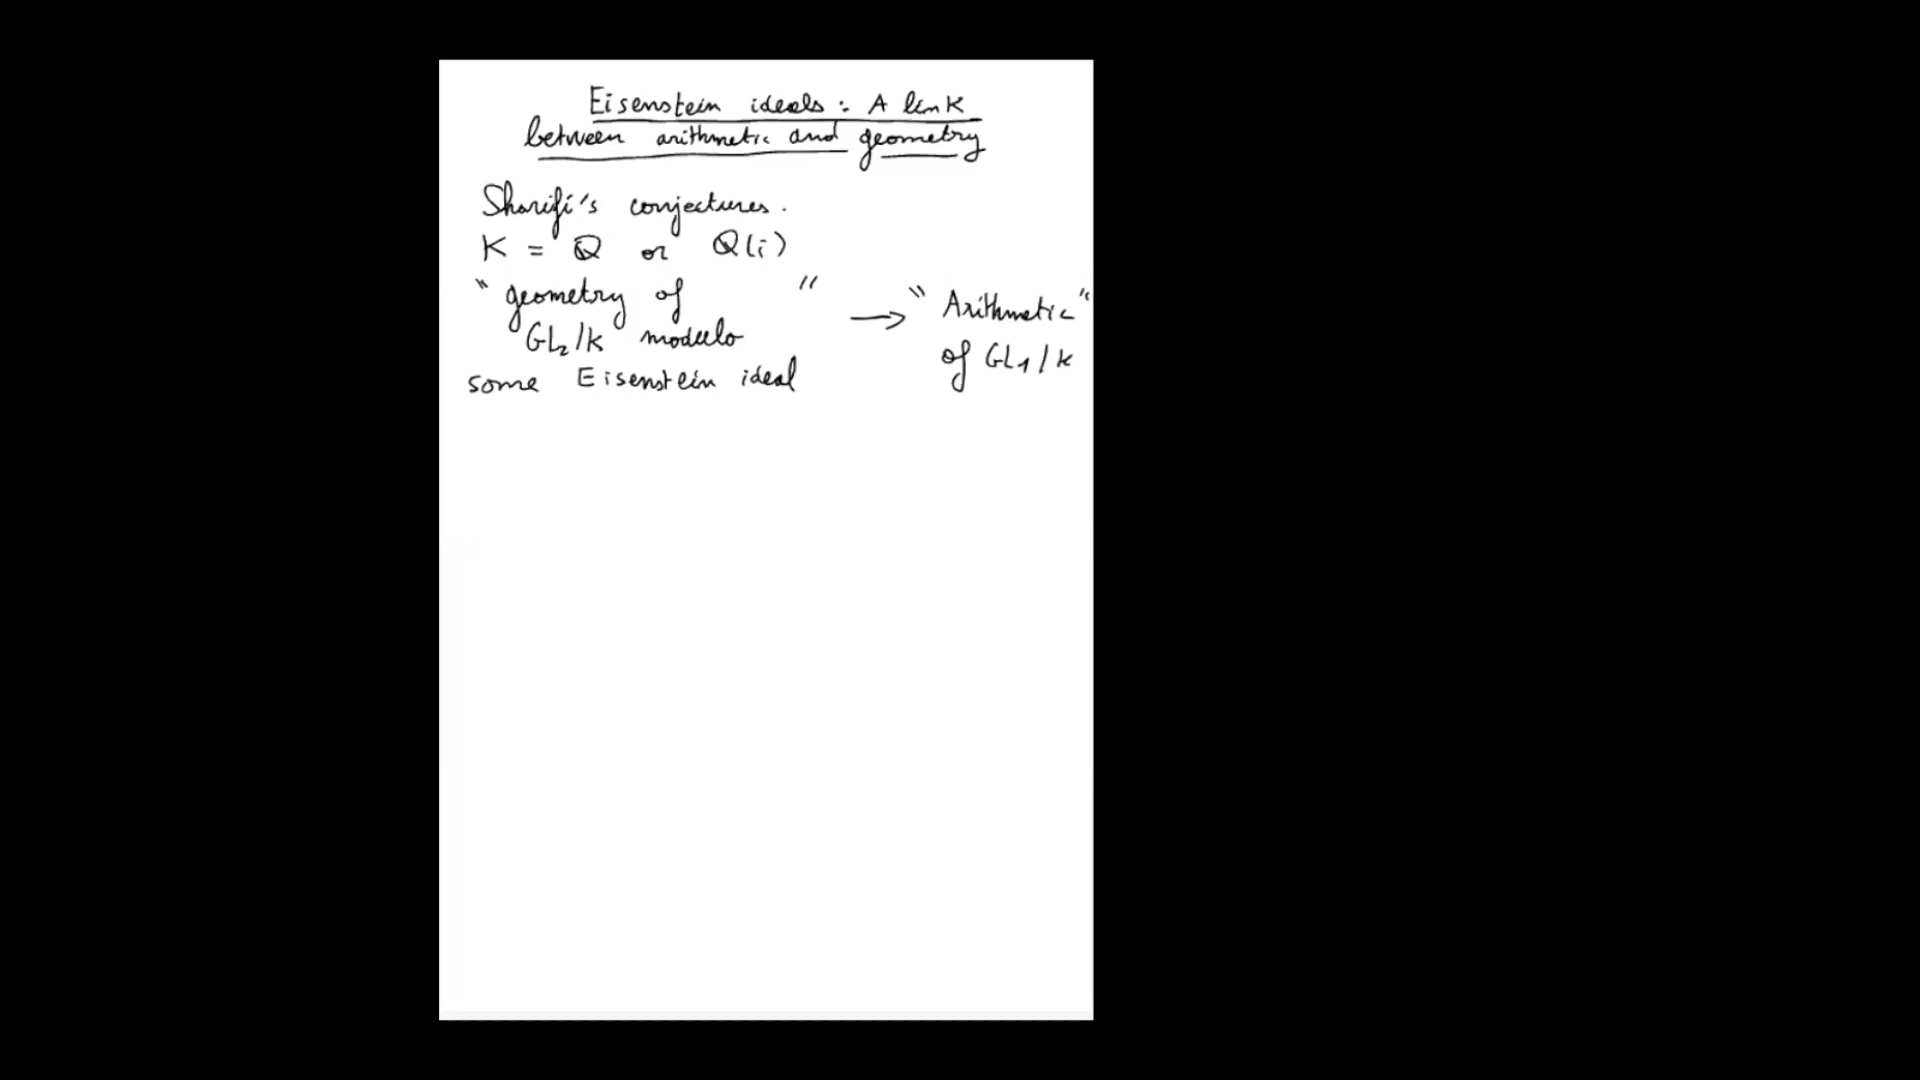 Eisenstein ideals : A link
between arithmetic and geometry
Sharifi's conjectures.
K = Q or Q(i)
"geometry of "
GL₂/K modulo
some Eisenstein ideal
→ "Arithmetic"
of GL₁/K